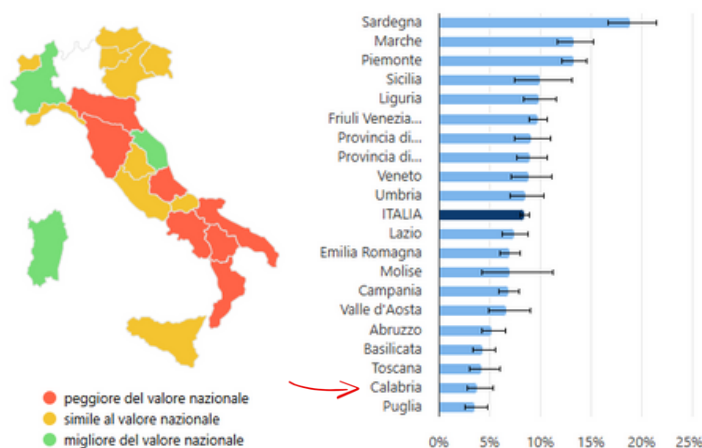 Sardegna
Marche
Piemonte
Sicilia
Liguria
Friuli Venezia...
Provincia di...
Provincia di...
Veneto
Umbria
ITALIA
Lazio
Emilia Romagna
Molise
Campania
Valle d'Aosta
Abruzzo
Basilicata
Toscana
Calabria
Puglia
0% 5% 10% 15% 20% 25%
peggiore del valore nazionale
simile al valore nazionale
migliore del valore nazionale